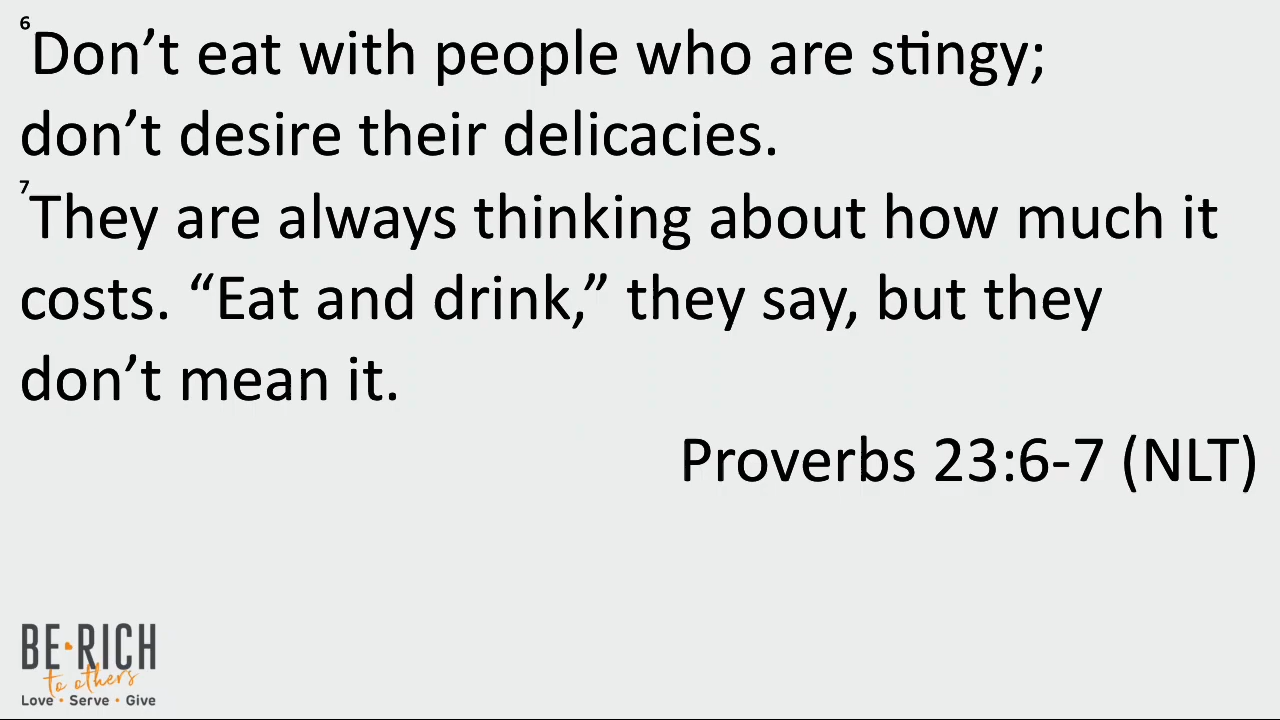 ⁶Don’t eat with people who are stingy;
don’t desire their delicacies.
⁷They are always thinking about how much it
costs. “Eat and drink,” they say, but they
don’t mean it.
Proverbs 23:6-7 (NLT)
BE•RICH
to others
Love • Serve • Give